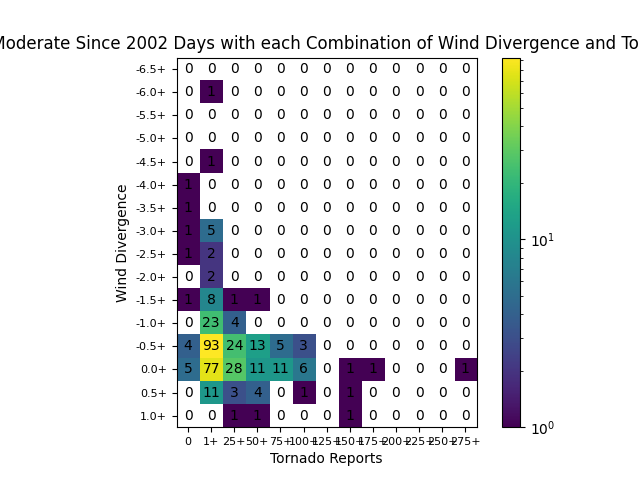 Moderate Since 2002 Days with each Combination of Wind Divergence and To
-6.5+ 0 0 0 0 0 0 0 0 0 0 0 0 0
-6.0+ 0 1 0 0 0 0 0 0 0 0 0 0 0
-5.5+ 0 0 0 0 0 0 0 0 0 0 0 0 0
-5.0+ 0 0 0 0 0 0 0 0 0 0 0 0 0
-4.5+ 0 1 0 0 0 0 0 0 0 0 0 0 0
-4.0+ 1 0 0 0 0 0 0 0 0 0 0 0 0
-3.5+ 1 0 0 0 0 0 0 0 0 0 0 0 0
-3.0+ 1 5 0 0 0 0 0 0 0 0 0 0 0
-2.5+ 1 2 0 0 0 0 0 0 0 0 0 0 0
-2.0+ 0 2 0 0 0 0 0 0 0 0 0 0 0
-1.5+ 1 8 1 1 0 0 0 0 0 0 0 0 0
-1.0+ 0 23 4 0 0 0 0 0 0 0 0 0 0
-0.5+ 4 93 24 13 5 3 0 0 0 0 0 0 0
0.0+ 5 77 28 11 11 6 0 1 1 0 0 0 1
0.5+ 0 11 3 4 0 1 0 1 0 0 0 0 0
1.0+ 0 0 1 1 0 0 0 1 0 0 0 0 0
0 1+ 25+ 50+ 75+ 100+ 125+ 150+ 175+ 200+ 225+ 250+ 275+
Tornado Reports
Wind Divergence
10^1
10^0